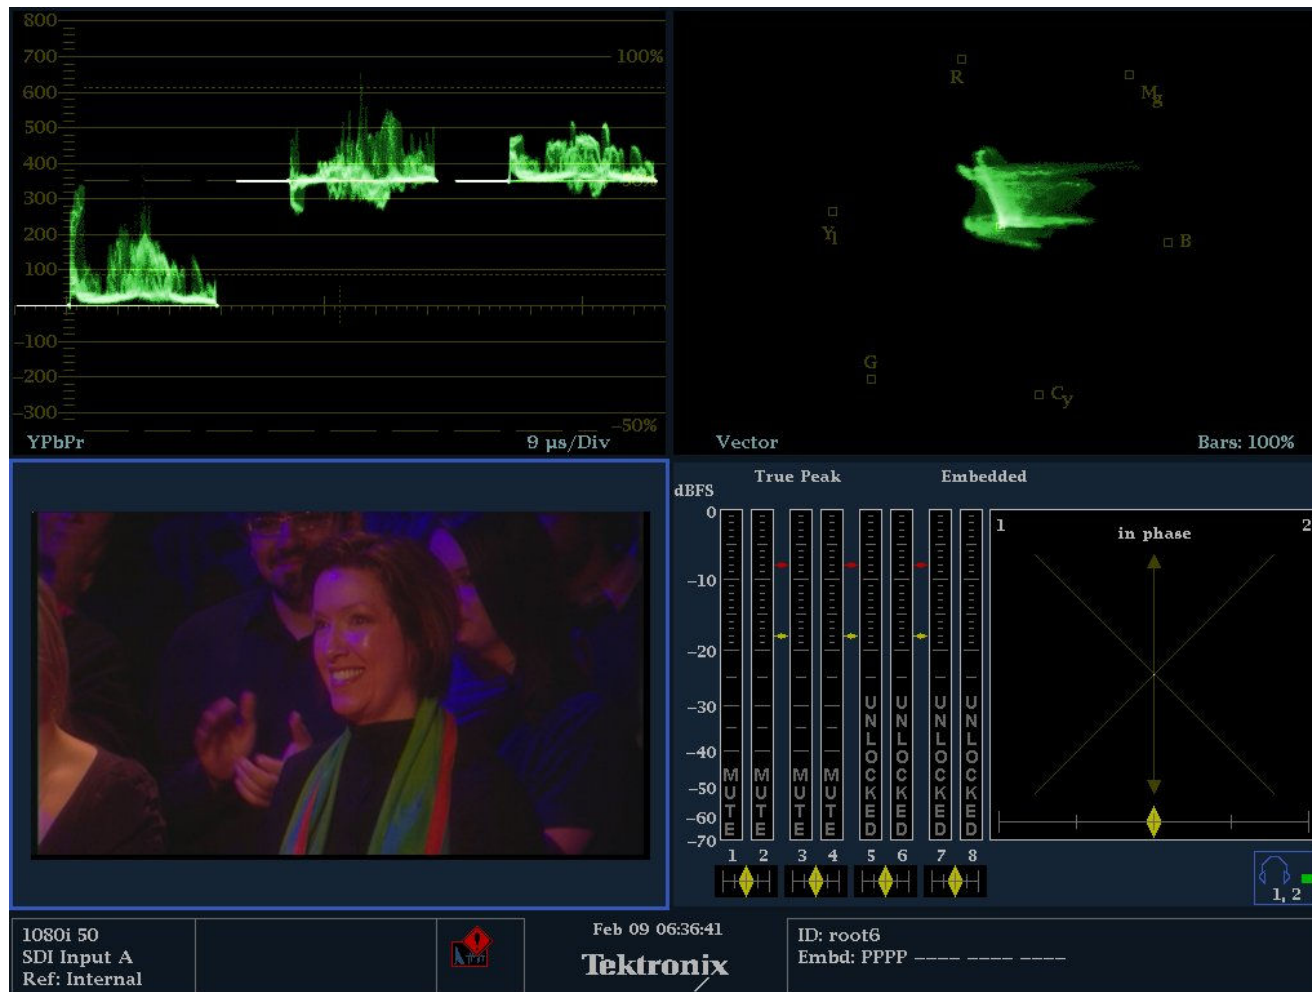 800
700
100%
600
500
400
50%
300
200
100
-100
-200
-300
-50%
YPbPr
9 µs/Div
R
Mg
Yl
B
G
Cy
Vector
Bars: 100%
True Peak
Embedded
dBFS
0
-10
-20
-30
-40
-50
-60
-70
MUTE
MUTE
MUTE
MUTE
UNLOCKED
UNLOCKED
UNLOCKED
UNLOCKED
1 2 3 4 5 6 7 8
1
2
in phase
1, 2
1080i 50
SDI Input A
Ref: Internal
Feb 09 06:36:41
Tektronix
ID: root6
Embd: PPPP ---- ---- ----